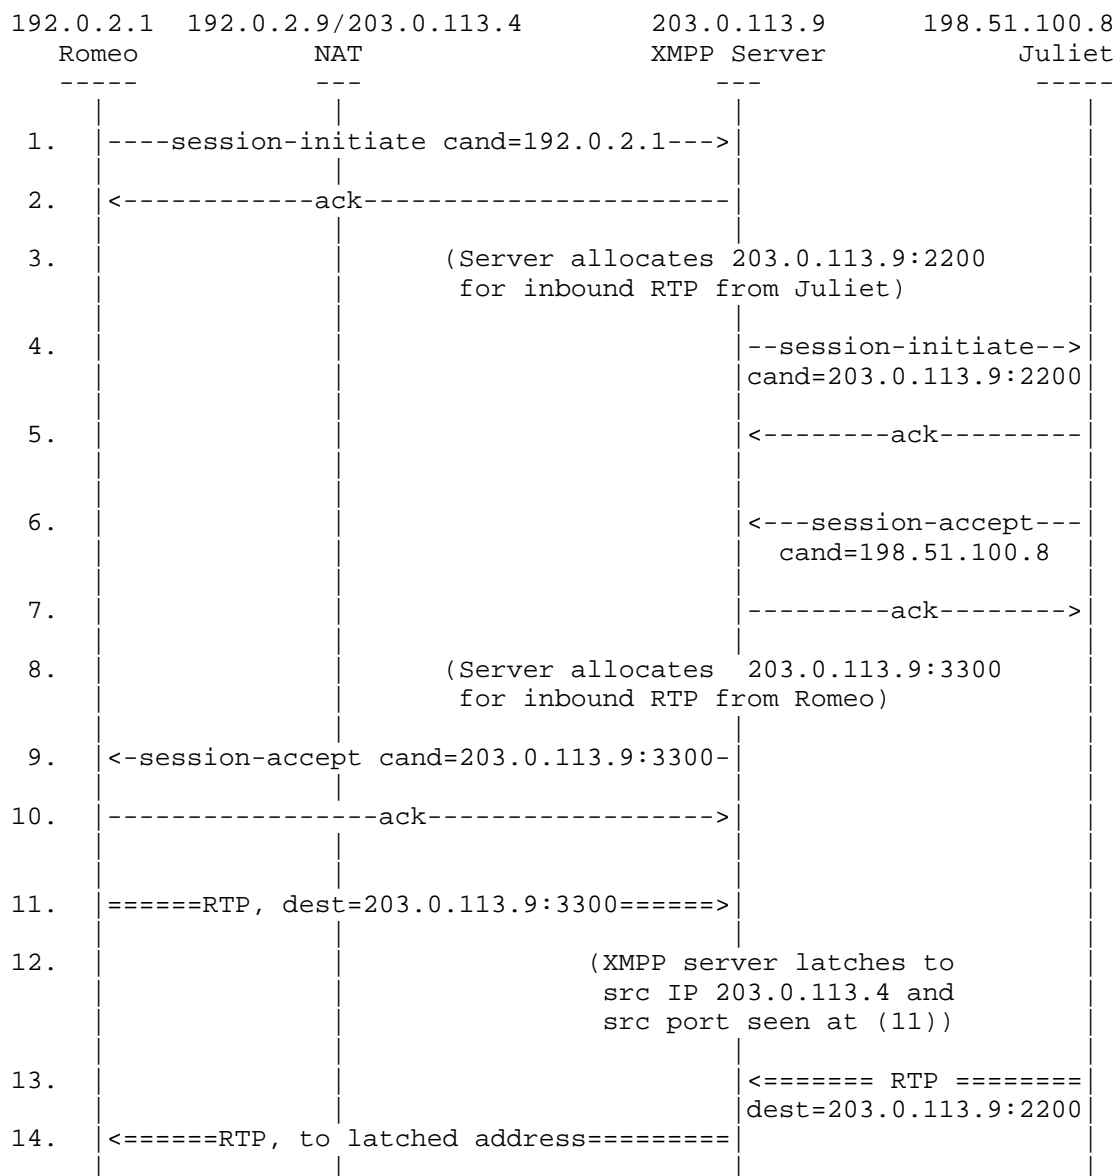 192.0.2.1 192.0.2.9/203.0.113.4 203.0.113.9 198.51.100.8
Romeo NAT XMPP Server Juliet
----- --- --- -----
1. |----session-initiate cand=192.0.2.1--->|
2. |<------------ack-----------------------|
3. (Server allocates 203.0.113.9:2200
for inbound RTP from Juliet)
4. |--session-initiate-->|
|cand=203.0.113.9:2200|
5. |<--------ack---------|
6. |<---session-accept---|
cand=198.51.100.8
7. |---------ack-------->|
8. (Server allocates 203.0.113.9:3300
for inbound RTP from Romeo)
9. |<-session-accept cand=203.0.113.9:3300-|
10. |-----------------ack------------------>|
11. |======RTP, dest=203.0.113.9:3300======>|
12. (XMPP server latches to
src IP 203.0.113.4 and
src port seen at (11))
13. |<======= RTP ========|
|dest=203.0.113.9:2200|
14. |<======RTP, to latched address=========|